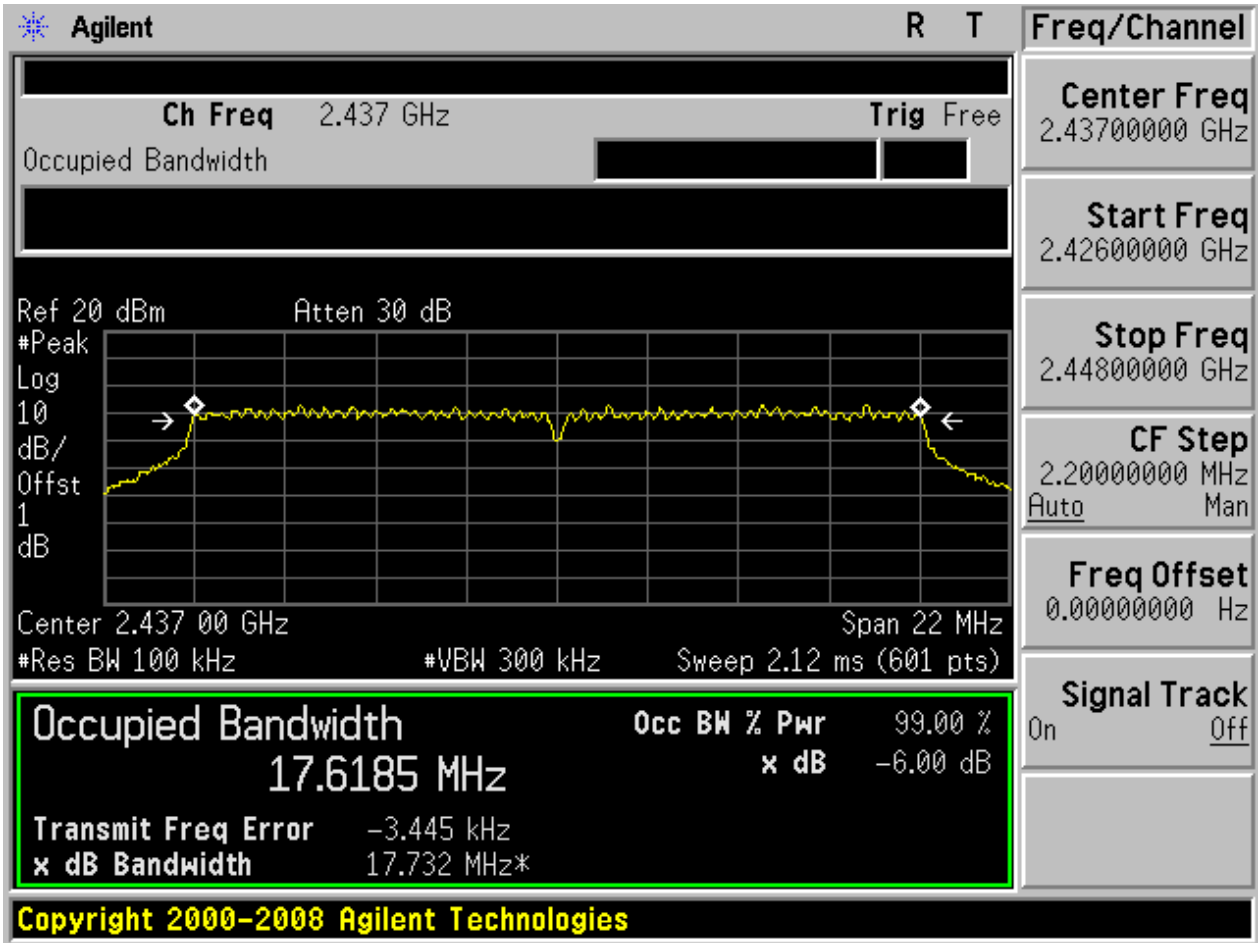 Agilent R T
Ch Freq 2.437 GHz Trig Free
Occupied Bandwidth
Ref 20 dBm Atten 30 dB
#Peak
Log
10
dB/
Offst
1
dB
Center 2.437 00 GHz Span 22 MHz
#Res BW 100 kHz #VBW 300 kHz Sweep 2.12 ms (601 pts)
Occupied Bandwidth Occ BW % Pwr 99.00 %
17.6185 MHz x dB -6.00 dB
Transmit Freq Error -3.445 kHz
x dB Bandwidth 17.732 MHz*
Copyright 2000-2008 Agilent Technologies
Freq/Channel
Center Freq
2.43700000 GHz
Start Freq
2.42600000 GHz
Stop Freq
2.44800000 GHz
CF Step
2.20000000 MHz
Auto Man
Freq Offset
0.00000000 Hz
Signal Track
On Off